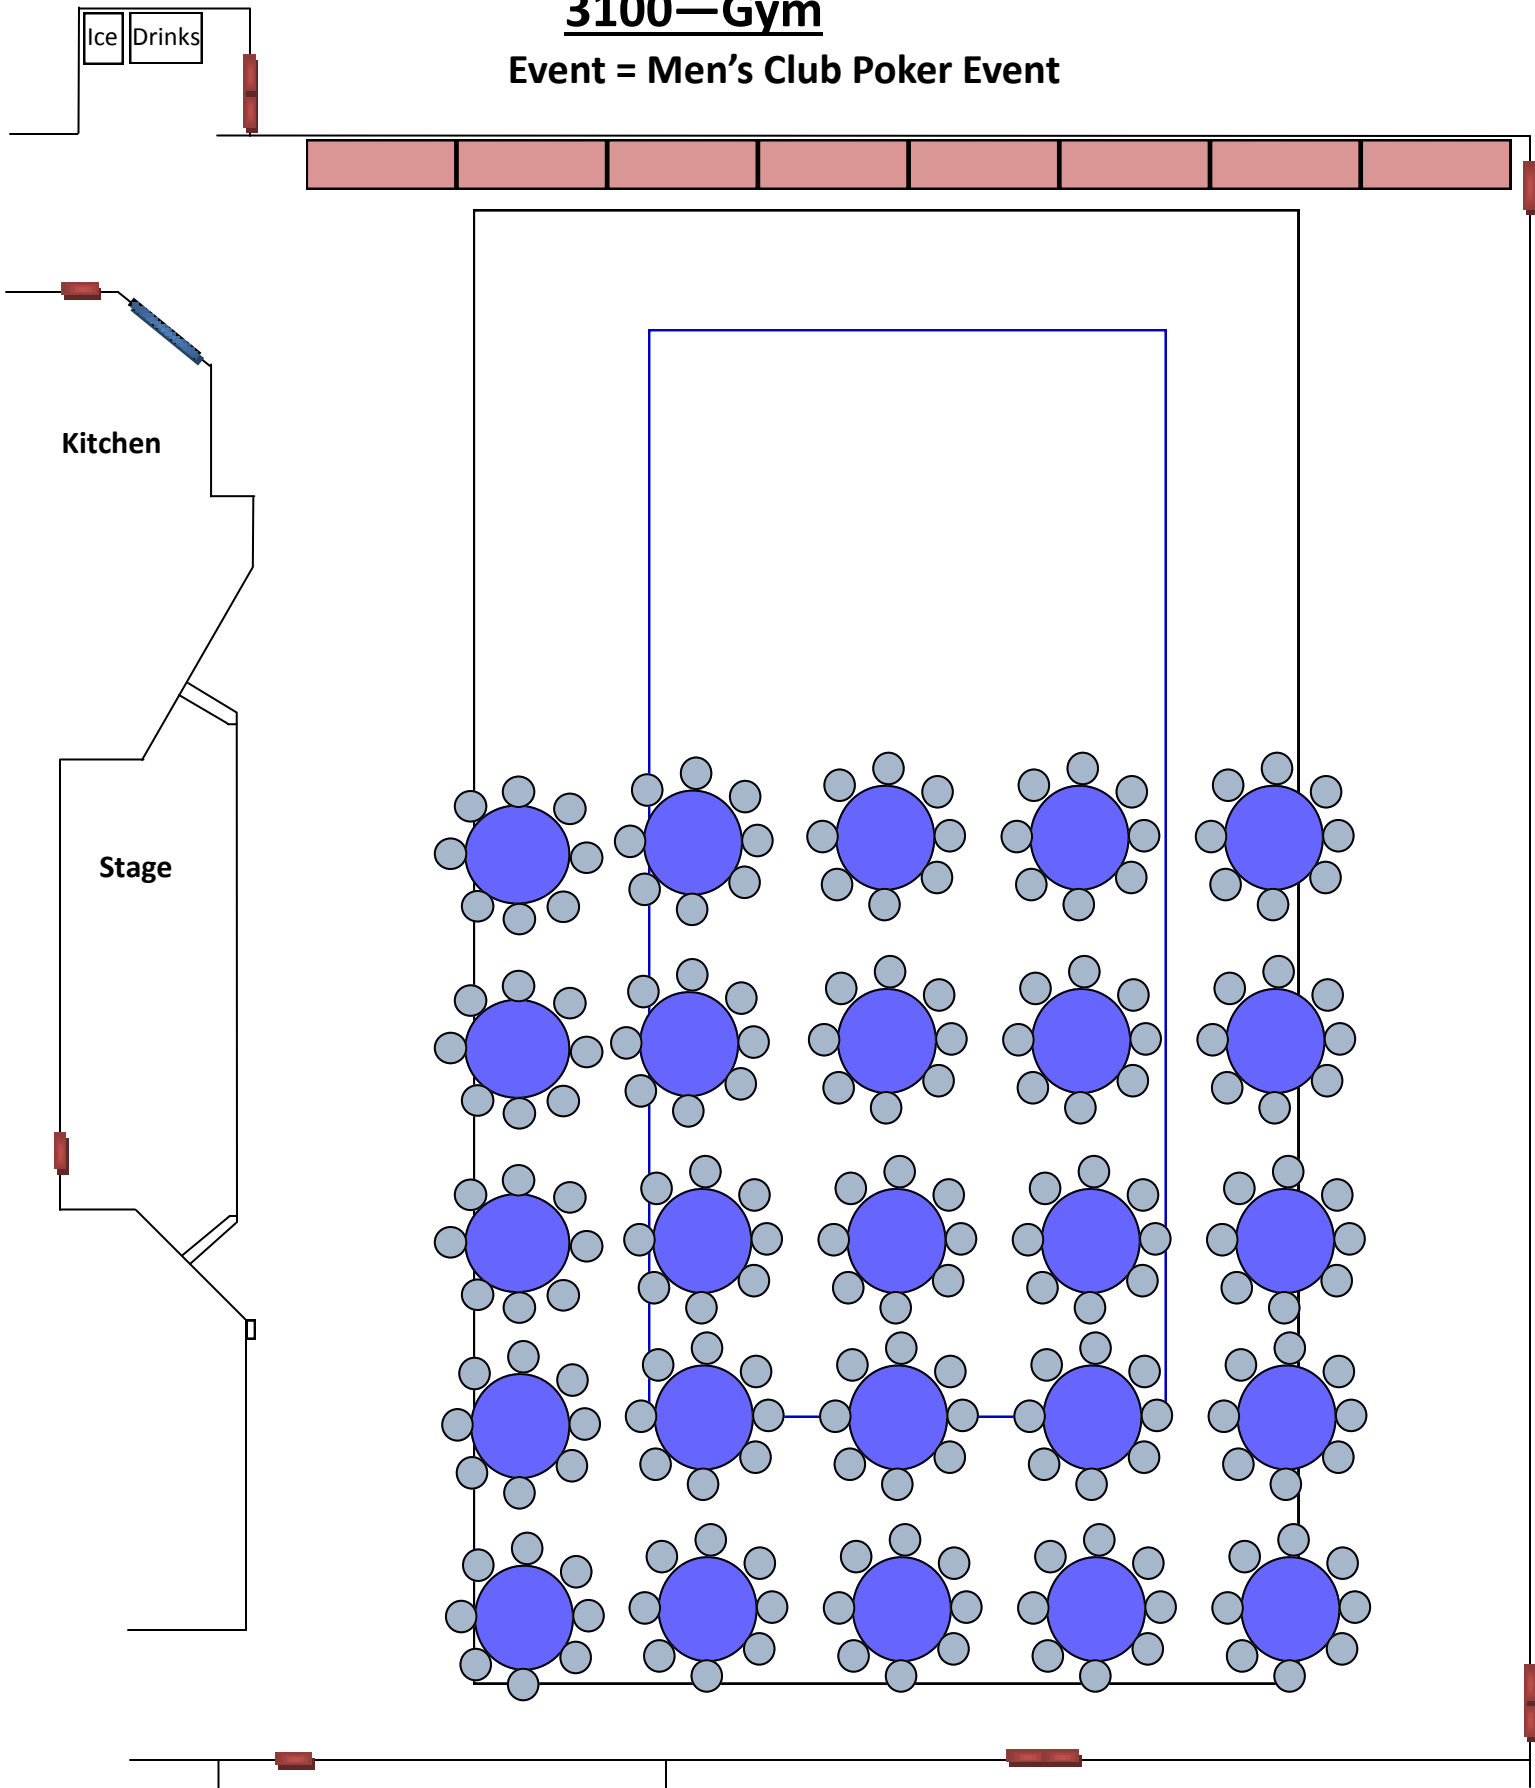 3100—Gym
Event = Men's Club Poker Event
Ice Drinks
Kitchen
Stage